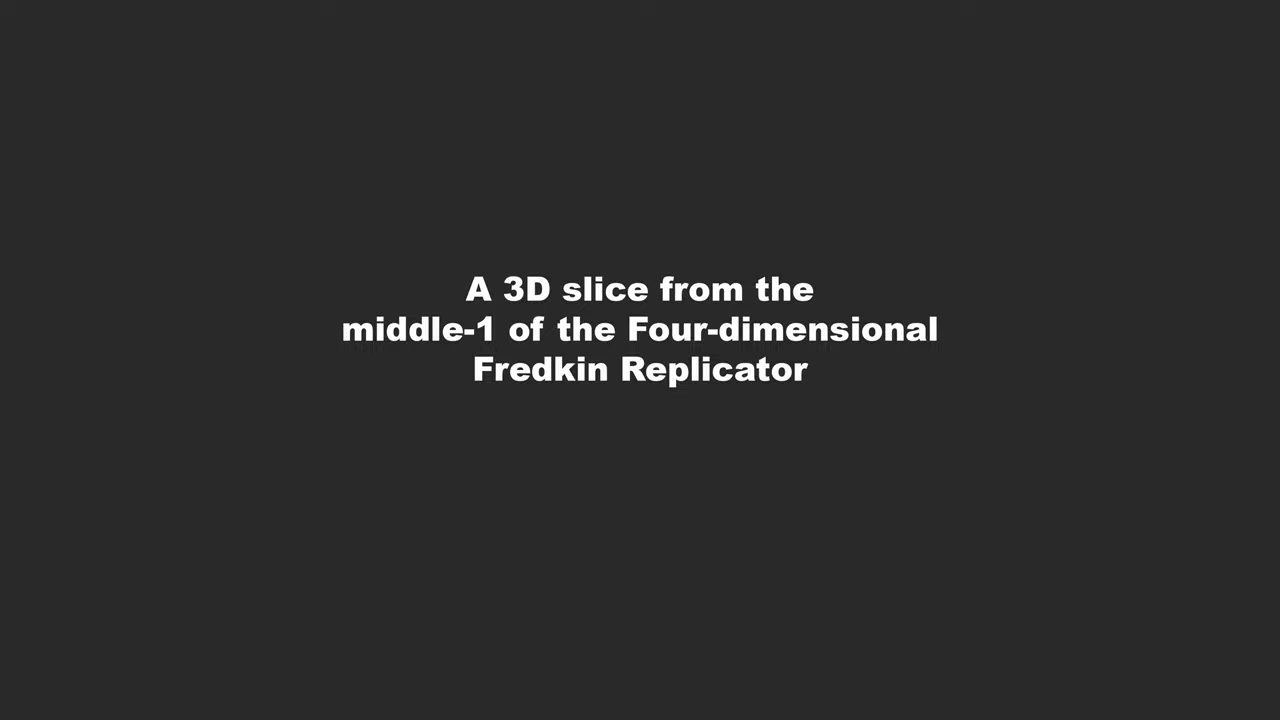 A 3D slice from the
middle-1 of the Four-dimensional
Fredkin Replicator